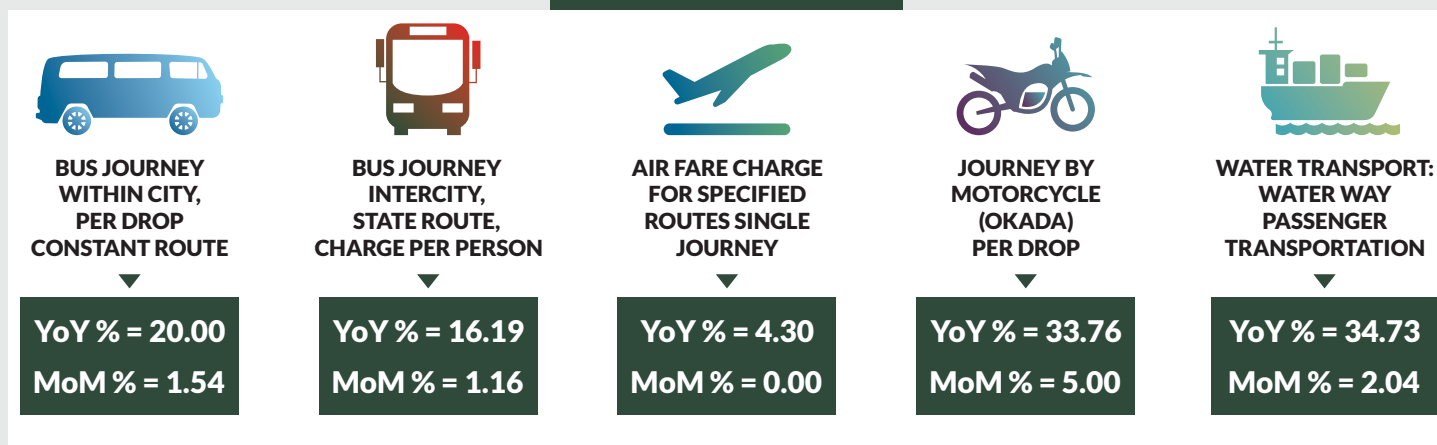 BUS JOURNEY
WITHIN CITY,
PER DROP
CONSTANT ROUTE
YoY % = 20.00
MoM % = 1.54
BUS JOURNEY
INTERCITY,
STATE ROUTE,
CHARGE PER PERSON
YoY % = 16.19
MoM % = 1.16
AIR FARE CHARGE
FOR SPECIFIED
ROUTES SINGLE
JOURNEY
YoY % = 4.30
MoM % = 0.00
JOURNEY BY
MOTORCYCLE
(OKADA)
PER DROP
YoY % = 33.76
MoM % = 5.00
WATER TRANSPORT:
WATER WAY
PASSENGER
TRANSPORTATION
YoY % = 34.73
MoM % = 2.04